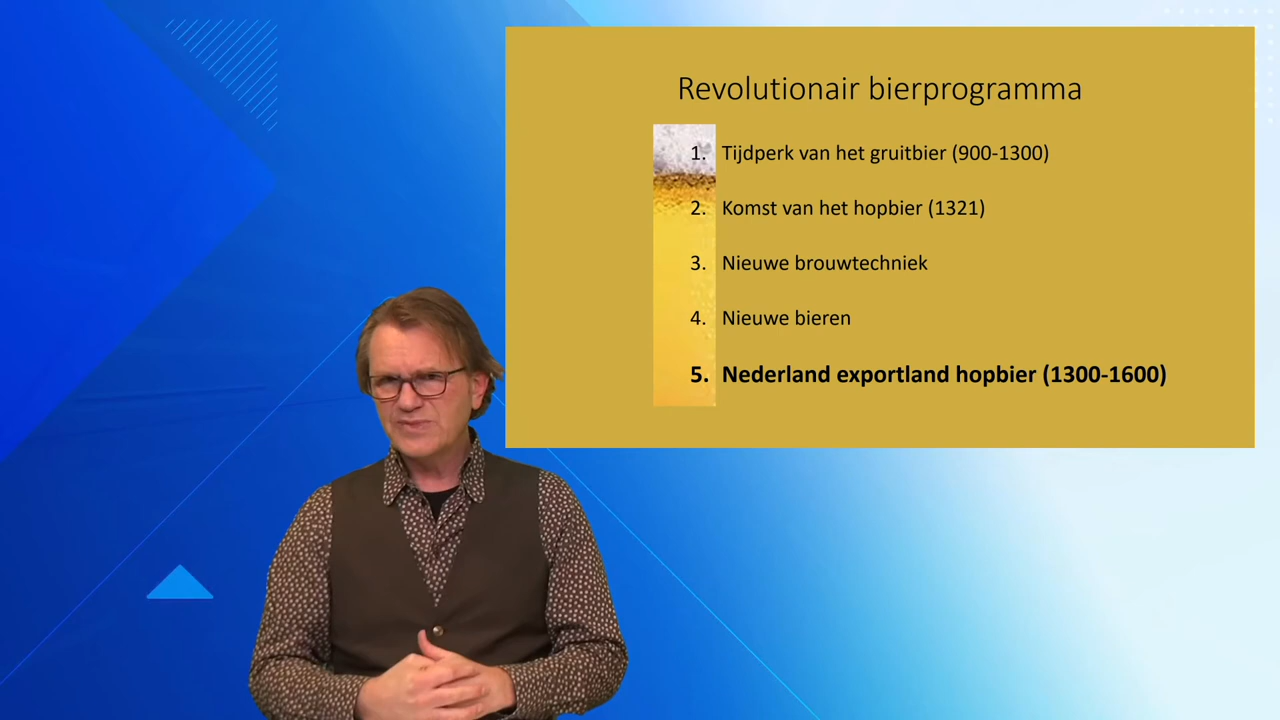 Revolutionair bierprogramma
1. Tijdperk van het gruitbier (900-1300)
2. Komst van het hopbier (1321)
3. Nieuwe brouwtechniek
4. Nieuwe bieren
5. Nederland exportland hopbier (1300-1600)